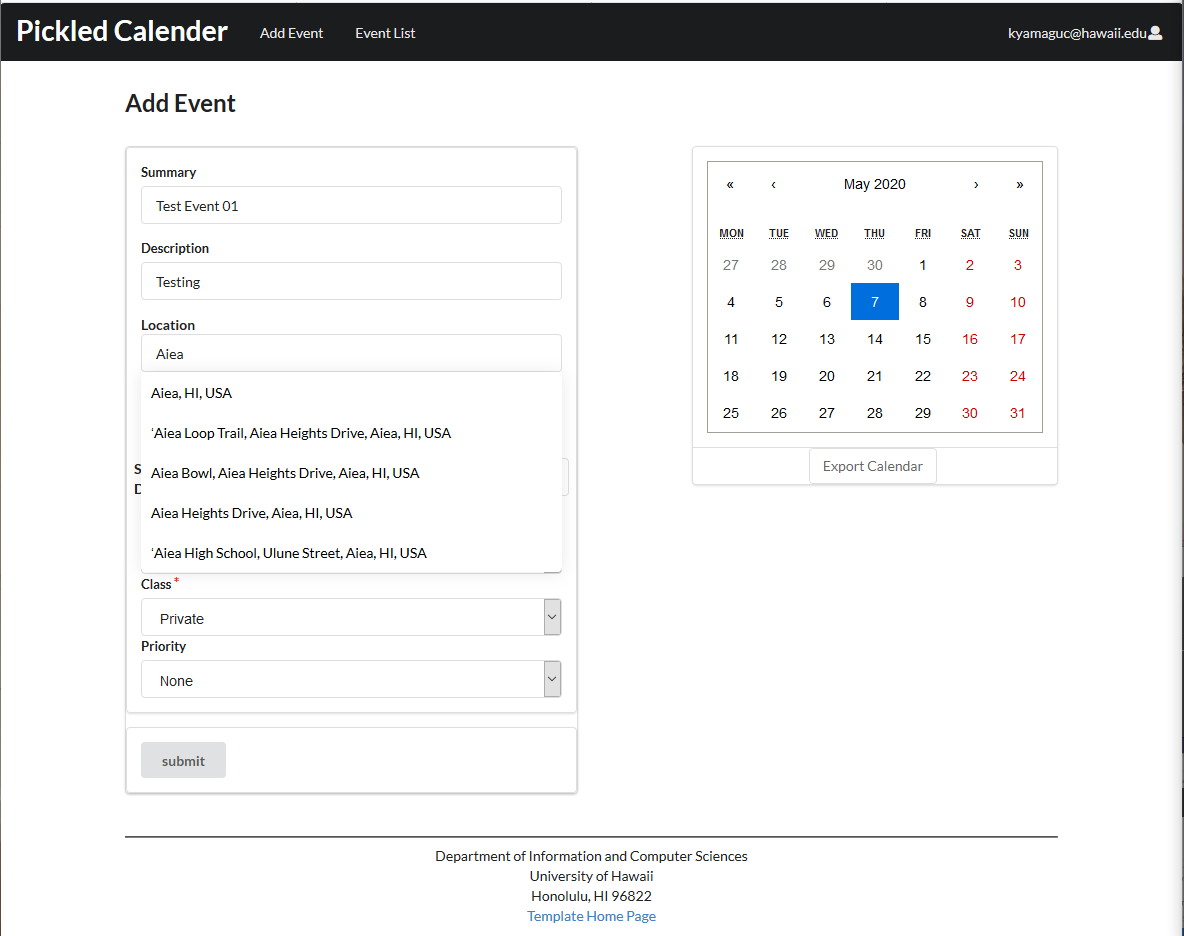 Pickled Calender Add Event Event List kyamaguc@hawaii.edu
Add Event
Summary
Test Event 01
Description
Testing
Location
Aiea
Aiea, HI, USA
ʻAiea Loop Trail, Aiea Heights Drive, Aiea, HI, USA
Aiea Bowl, Aiea Heights Drive, Aiea, HI, USA
Aiea Heights Drive, Aiea, HI, USA
ʻAiea High School, Ulune Street, Aiea, HI, USA
Class *
Private
Priority
None
submit
« ‹ May 2020 › »
MON TUE WED THU FRI SAT SUN
27 28 29 30 1 2 3
4 5 6 7 8 9 10
11 12 13 14 15 16 17
18 19 20 21 22 23 24
25 26 27 28 29 30 31
Export Calendar
Department of Information and Computer Sciences
University of Hawaii
Honolulu, HI 96822
Template Home Page